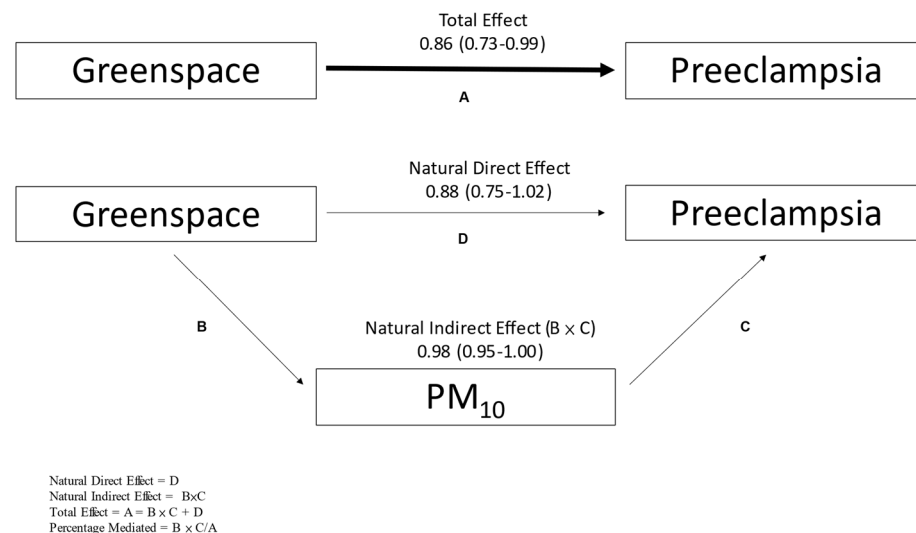 Total Effect
0.86 (0.73-0.99)
Greenspace
Preeclampsia
A
Natural Direct Effect
0.88 (0.75-1.02)
Greenspace
Preeclampsia
D
B
Natural Indirect Effect (B × C)
0.98 (0.95-1.00)
C
PM10
Natural Direct Effect = D
Natural Indirect Effect = B×C
Total Effect = A = B × C + D
Percentage Mediated = B × C/A